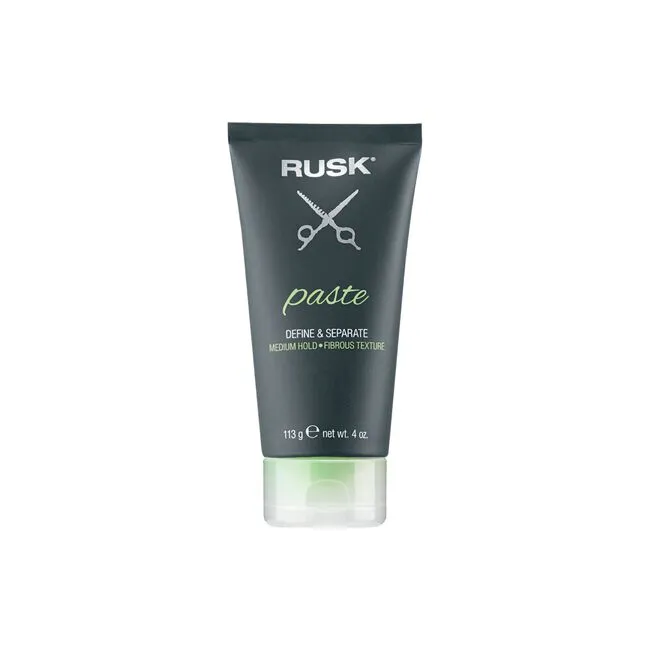 RUSK®
paste
DEFINE & SEPARATE
MEDIUM HOLD • FIBROUS TEXTURE
113 g ℮ net wt. 4 oz.